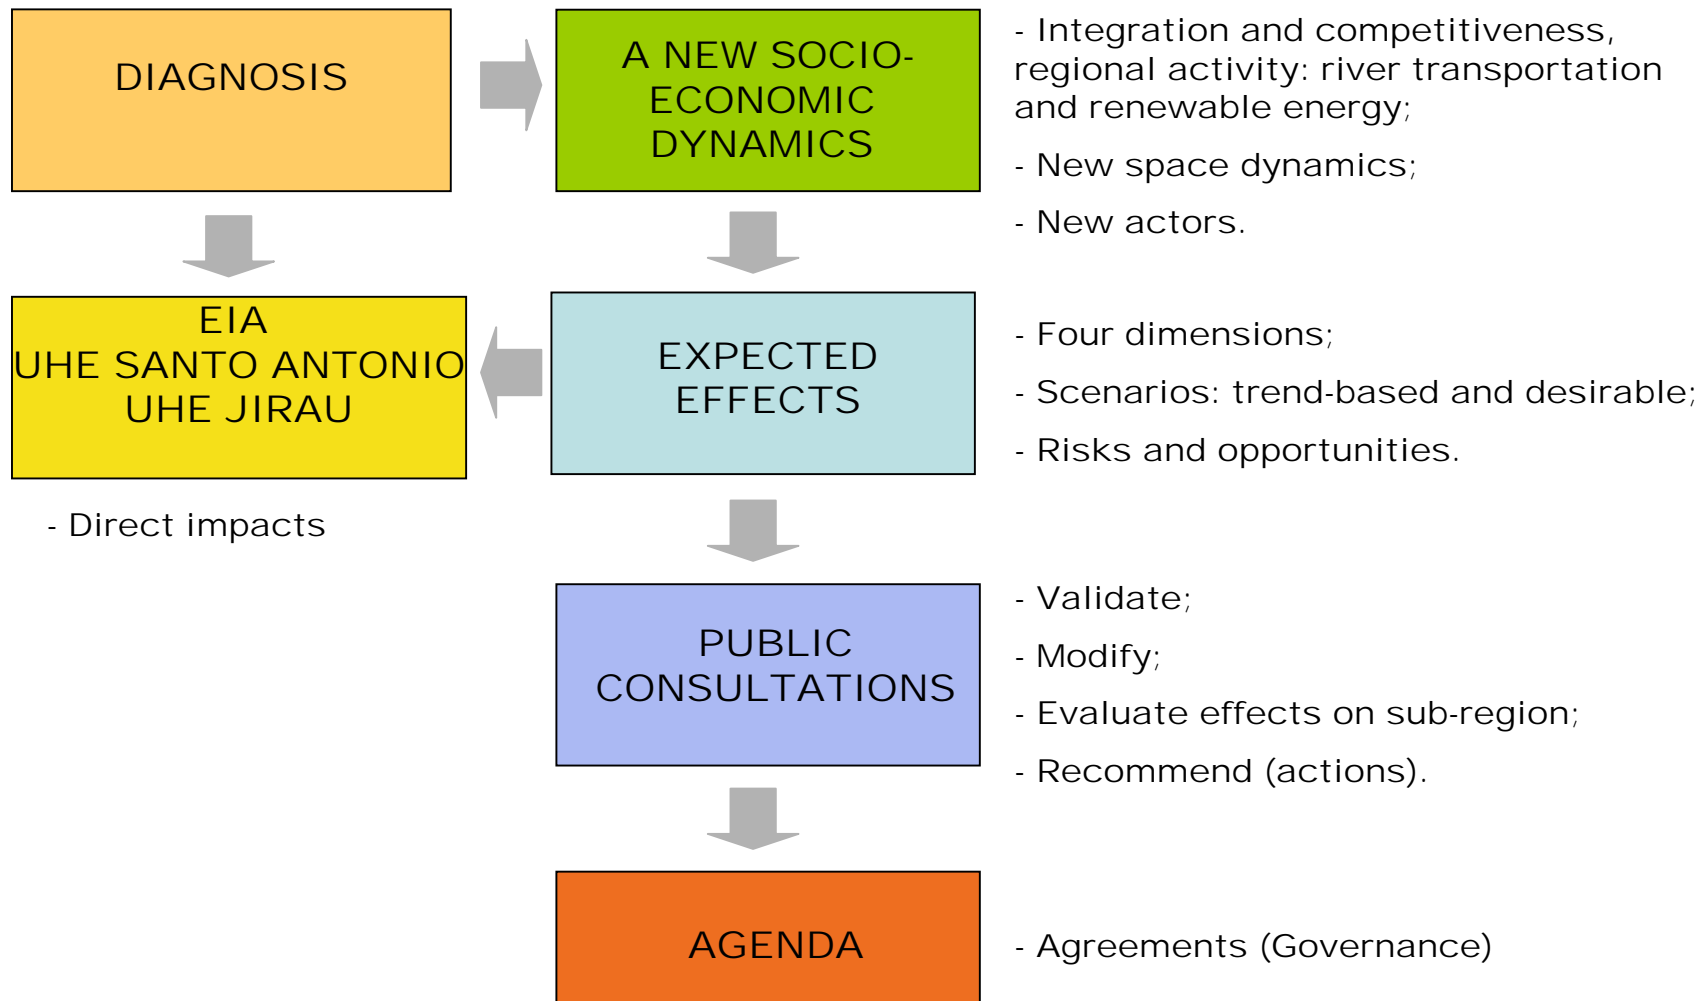 DIAGNOSIS
A NEW SOCIO-
ECONOMIC
DYNAMICS
- Integration and competitiveness,
regional activity: river transportation
and renewable energy;
- New space dynamics;
- New actors.
EIA
UHE SANTO ANTONIO
UHE JIRAU
- Direct impacts
EXPECTED
EFFECTS
- Four dimensions;
- Scenarios: trend-based and desirable;
- Risks and opportunities.
PUBLIC
CONSULTATIONS
- Validate;
- Modify;
- Evaluate effects on sub-region;
- Recommend (actions).
AGENDA
- Agreements (Governance)